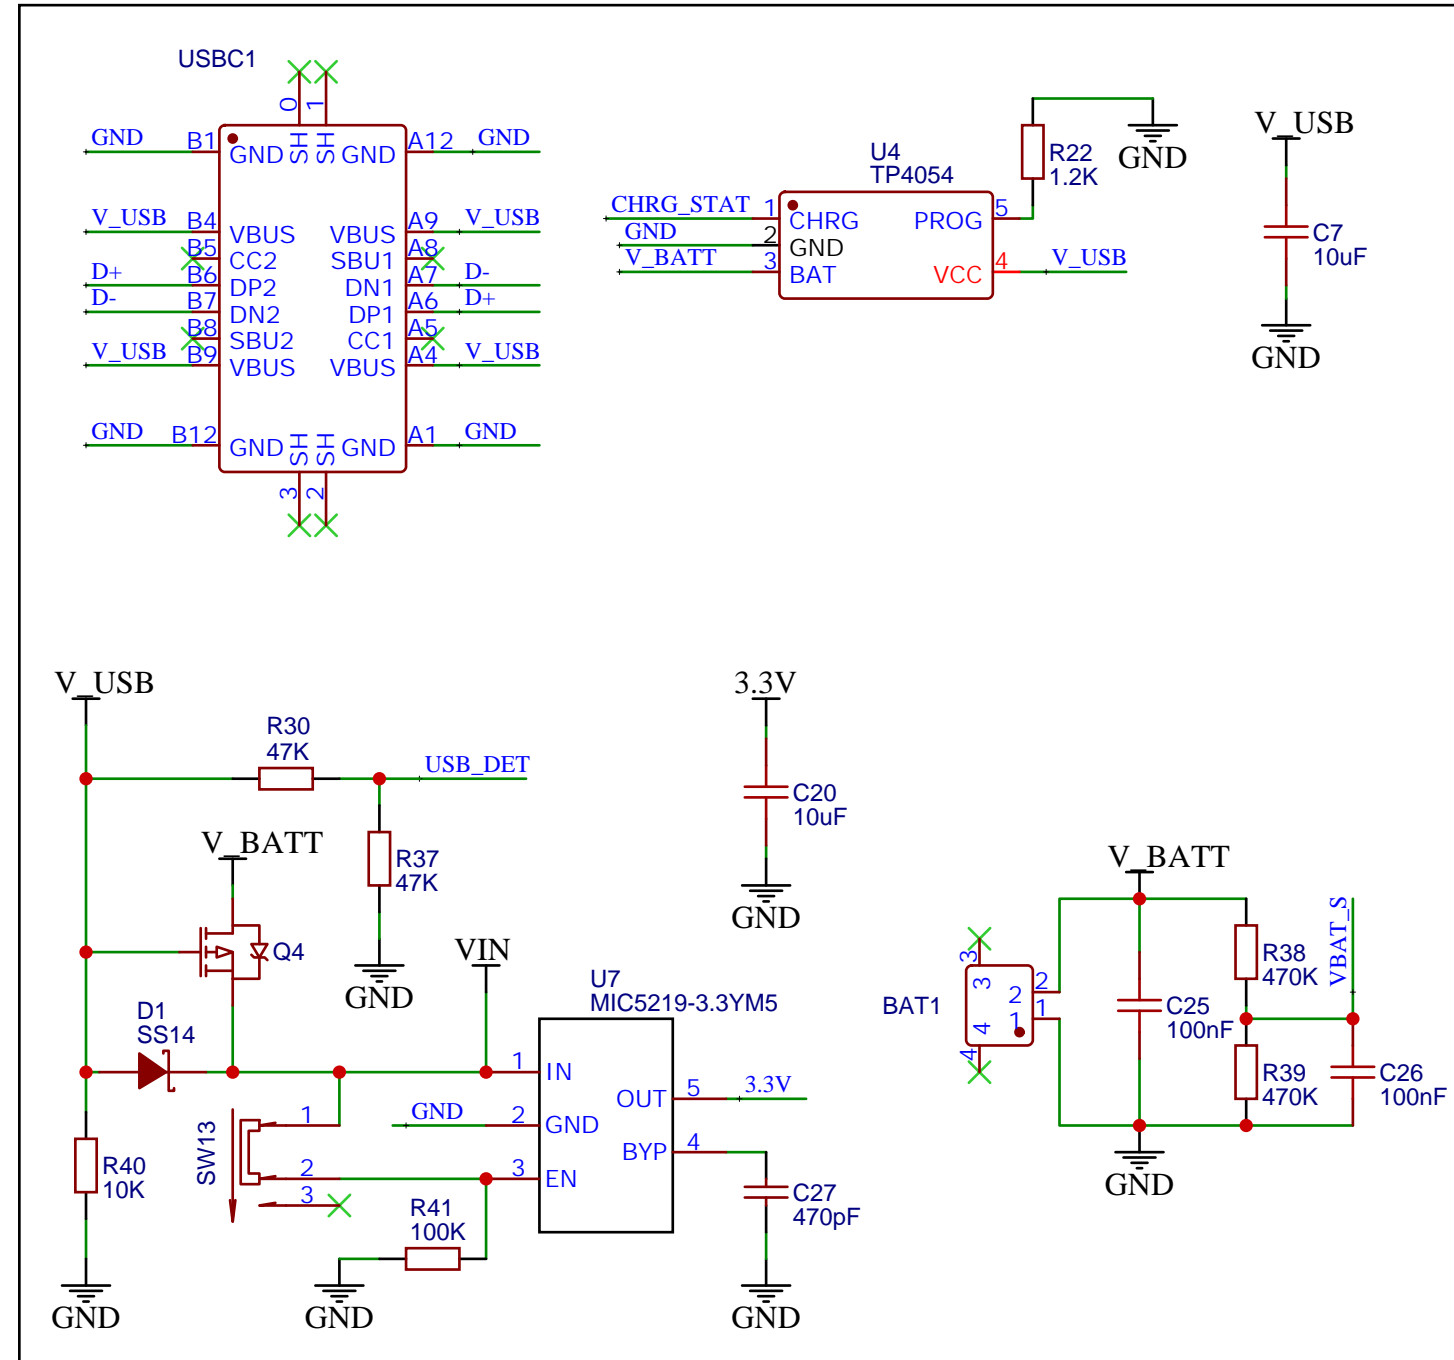 USBC1
0 1
GND B1 GND SH SH GND A12 GND
V_USB B4 VBUS VBUS A9 V_USB
B5 CC2 SBU1 A8
D+ B6 DP2 DN1 A7 D-
D- B7 DN2 DP1 A6 D+
B8 SBU2 CC1 A5
V_USB B9 VBUS VBUS A4 V_USB
GND B12 GND SH SH GND A1 GND
3 2
U4
TP4054
CHRG_STAT 1 CHRG PROG 5
GND 2 GND
V_BATT 3 BAT VCC 4 V_USB
R22
1.2K
GND
V_USB
C7
10uF
GND
V_USB
R30
47K
USB_DET
V_BATT
R37
47K
GND
Q4
D1
SS14
VIN
SW13
1
2
3
R40
10K
GND
R41
100K
GND
U7
MIC5219-3.3YM5
1 IN
GND 2 GND
3 EN
OUT 5 3.3V
BYP 4
C27
470pF
GND
3.3V
C20
10uF
GND
V_BATT
BAT1
3 3
4 4
2 2
1 1
C25
100nF
R38
470K
R39
470K
VBAT_S
C26
100nF
GND